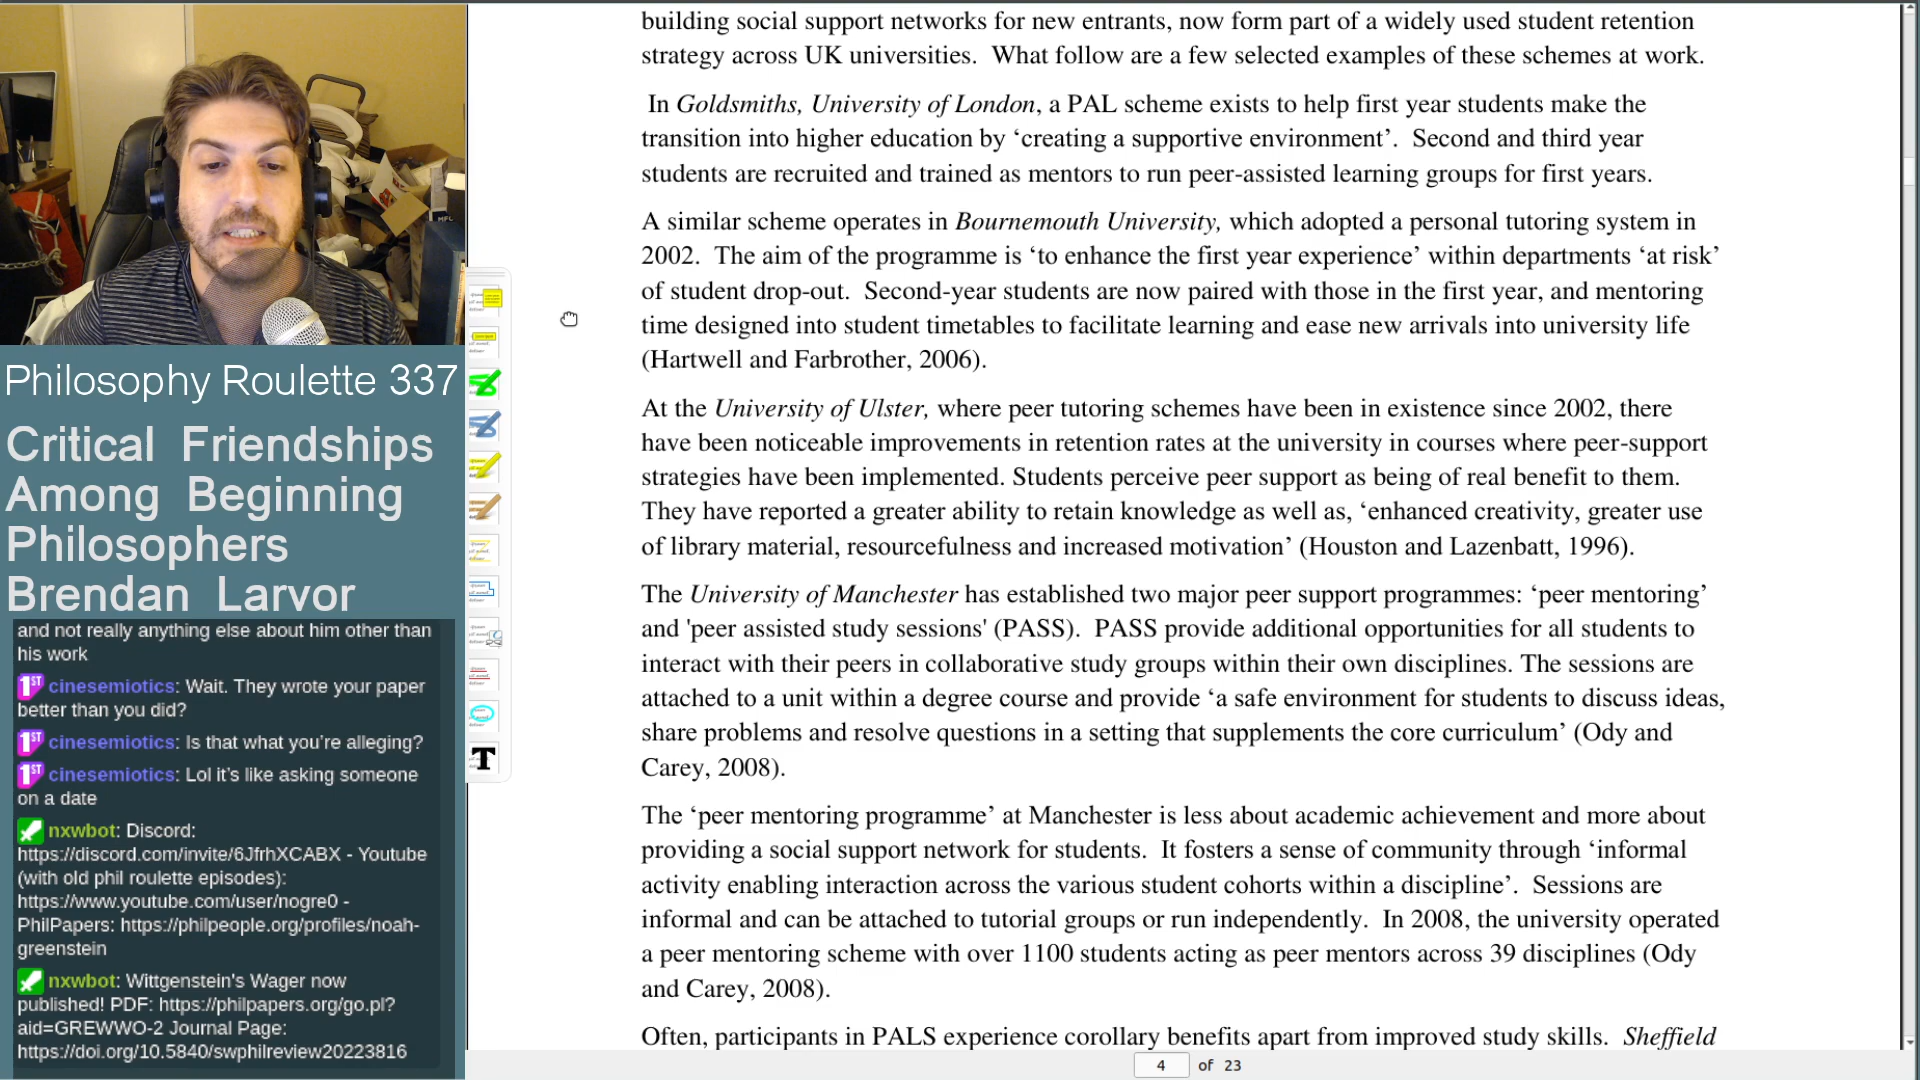 Philosophy Roulette 337
Critical Friendships
Among Beginning
Philosophers
Brendan Larvor
and not really anything else about him other than
his work
1ST cinesemiotics: Wait. They wrote your paper
better than you did?
1ST cinesemiotics: Is that what you're alleging?
1ST cinesemiotics: Lol it's like asking someone
on a date
nxwbot: Discord:
https://discord.com/invite/6JfrhXCABX - Youtube
(with old phil roulette episodes):
https://www.youtube.com/user/nogre0 -
PhilPapers: https://philpeople.org/profiles/noah-
greenstein
nxwbot: Wittgenstein's Wager now
published! PDF: https://philpapers.org/go.pl?
aid=GREWWO-2 Journal Page:
https://doi.org/10.5840/swphilreview20223816
T
building social support networks for new entrants, now form part of a widely used student retention
strategy across UK universities.  What follow are a few selected examples of these schemes at work.
In Goldsmiths, University of London, a PAL scheme exists to help first year students make the
transition into higher education by ‘creating a supportive environment’.  Second and third year
students are recruited and trained as mentors to run peer-assisted learning groups for first years.
A similar scheme operates in Bournemouth University, which adopted a personal tutoring system in
2002.  The aim of the programme is ‘to enhance the first year experience’ within departments ‘at risk’
of student drop-out.  Second-year students are now paired with those in the first year, and mentoring
time designed into student timetables to facilitate learning and ease new arrivals into university life
(Hartwell and Farbrother, 2006).
At the University of Ulster, where peer tutoring schemes have been in existence since 2002, there
have been noticeable improvements in retention rates at the university in courses where peer-support
strategies have been implemented. Students perceive peer support as being of real benefit to them.
They have reported a greater ability to retain knowledge as well as, ‘enhanced creativity, greater use
of library material, resourcefulness and increased motivation’ (Houston and Lazenbatt, 1996).
The University of Manchester has established two major peer support programmes: ‘peer mentoring’
and 'peer assisted study sessions' (PASS).  PASS provide additional opportunities for all students to
interact with their peers in collaborative study groups within their own disciplines. The sessions are
attached to a unit within a degree course and provide ‘a safe environment for students to discuss ideas,
share problems and resolve questions in a setting that supplements the core curriculum’ (Ody and
Carey, 2008).
The ‘peer mentoring programme’ at Manchester is less about academic achievement and more about
providing a social support network for students.  It fosters a sense of community through ‘informal
activity enabling interaction across the various student cohorts within a discipline’.  Sessions are
informal and can be attached to tutorial groups or run independently.  In 2008, the university operated
a peer mentoring scheme with over 1100 students acting as peer mentors across 39 disciplines (Ody
and Carey, 2008).
Often, participants in PALS experience corollary benefits apart from improved study skills.  Sheffield
4 of 23